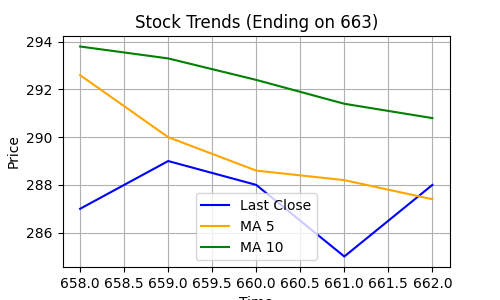 Stock Trends (Ending on 663)
294
292
290
288
286
Price
Last Close
MA 5
MA 10
658.0 658.5 659.0 659.5 660.0 660.5 661.0 661.5 662.0
Time